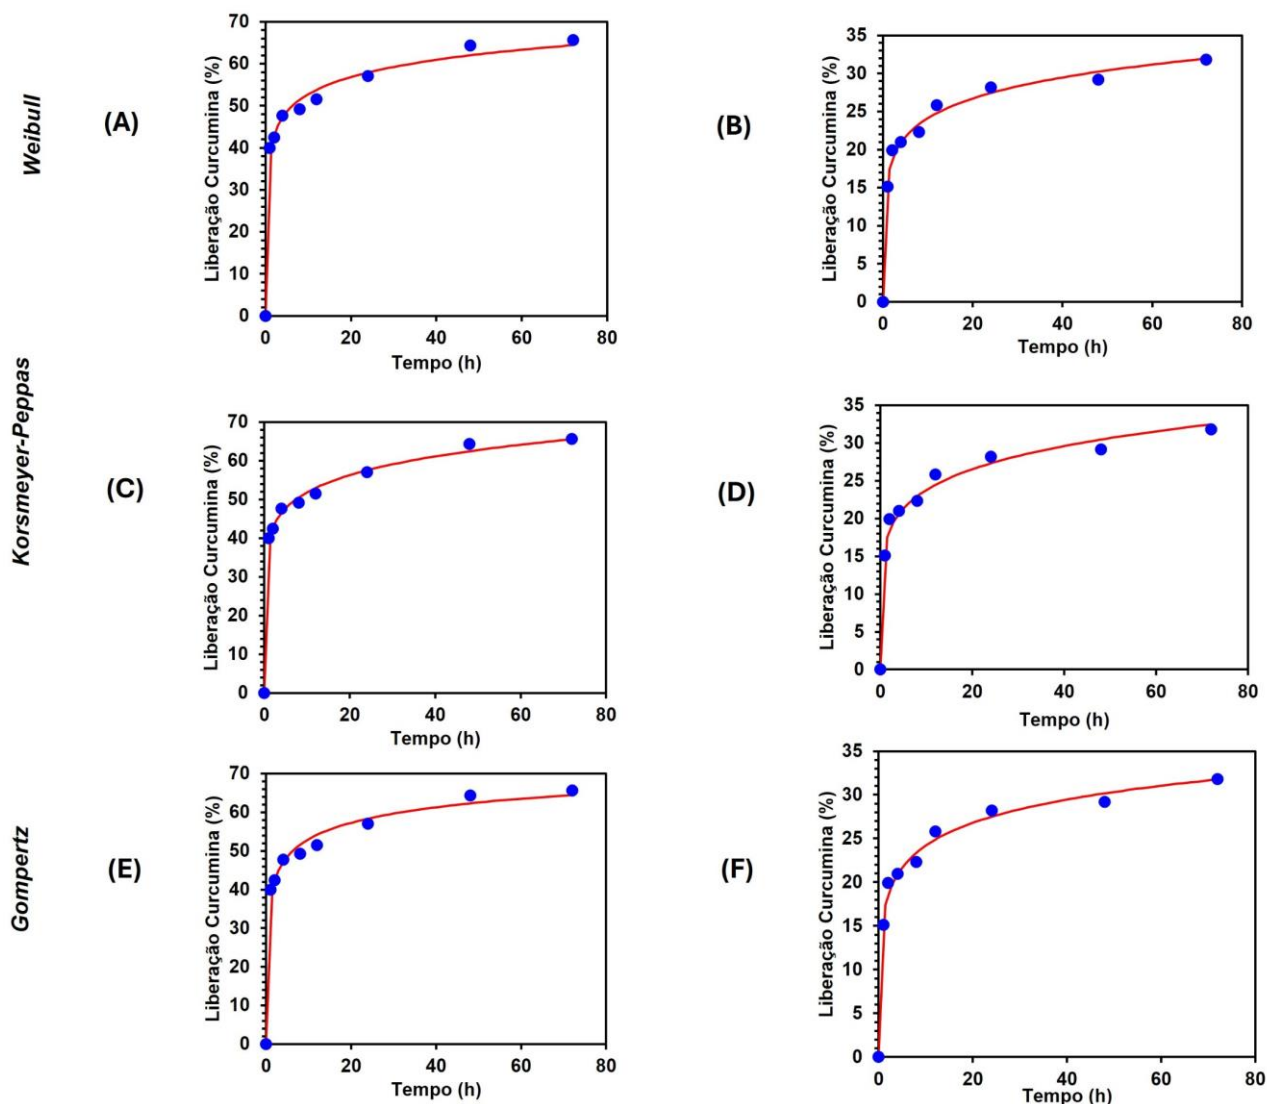 Weibull
(A)
Liberação Curcumina (%)
70
60
50
40
30
20
10
0
0 20 40 60 80
Tempo (h)
(B)
Liberação Curcumina (%)
35
30
25
20
15
10
5
0
0 20 40 60 80
Tempo (h)
Korsmeyer-Peppas
(C)
Liberação Curcumina (%)
70
60
50
40
30
20
10
0
0 20 40 60 80
Tempo (h)
(D)
Liberação Curcumina (%)
35
30
25
20
15
10
5
0
0 20 40 60 80
Tempo (h)
Gompertz
(E)
Liberação Curcumina (%)
70
60
50
40
30
20
10
0
0 20 40 60 80
Tempo (h)
(F)
Liberação Curcumina (%)
35
30
25
20
15
10
5
0
0 20 40 60 80
Tempo (h)